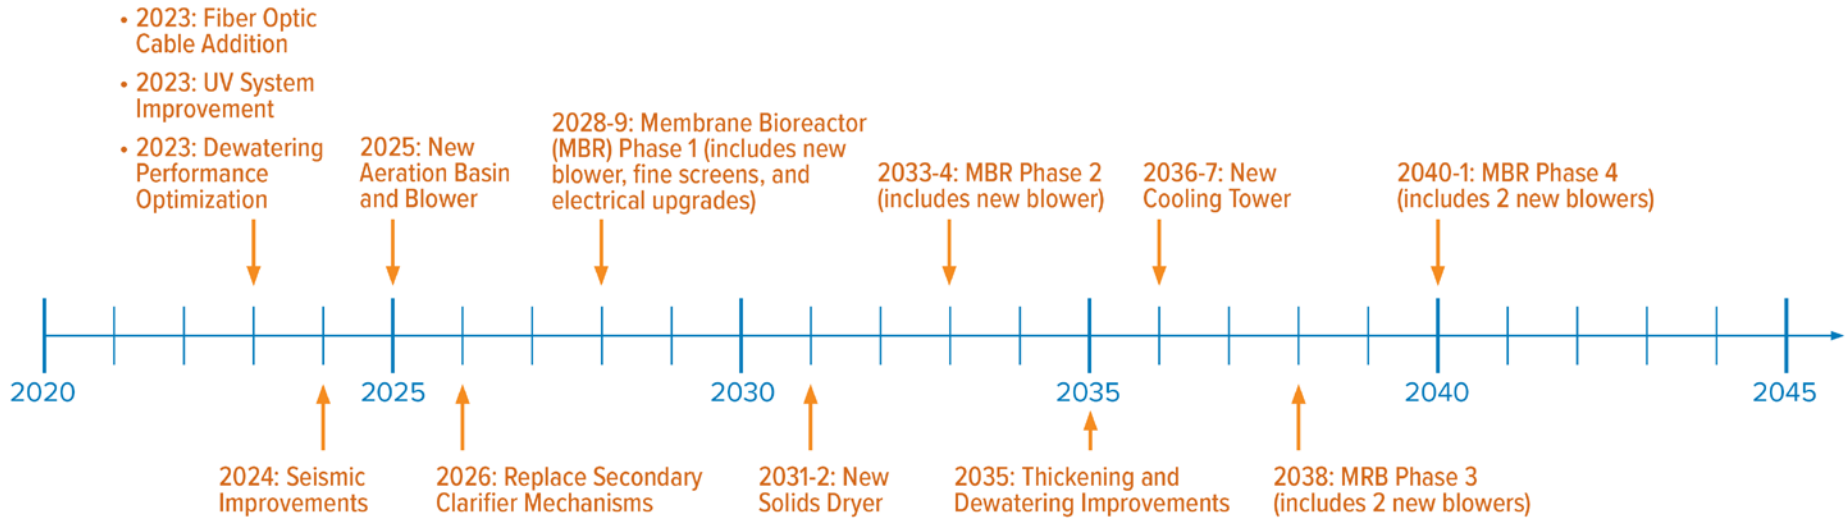 • 2023: Fiber Optic
Cable Addition
• 2023: UV System
Improvement
• 2023: Dewatering
Performance
Optimization
2025: New
Aeration Basin
and Blower
2028-9: Membrane Bioreactor
(MBR) Phase 1 (includes new
blower, fine screens, and
electrical upgrades)
2033-4: MBR Phase 2
(includes new blower)
2036-7: New
Cooling Tower
2040-1: MBR Phase 4
(includes 2 new blowers)
2020
2025
2030
2035
2040
2045
2024: Seismic
Improvements
2026: Replace Secondary
Clarifier Mechanisms
2031-2: New
Solids Dryer
2035: Thickening and
Dewatering Improvements
2038: MRB Phase 3
(includes 2 new blowers)